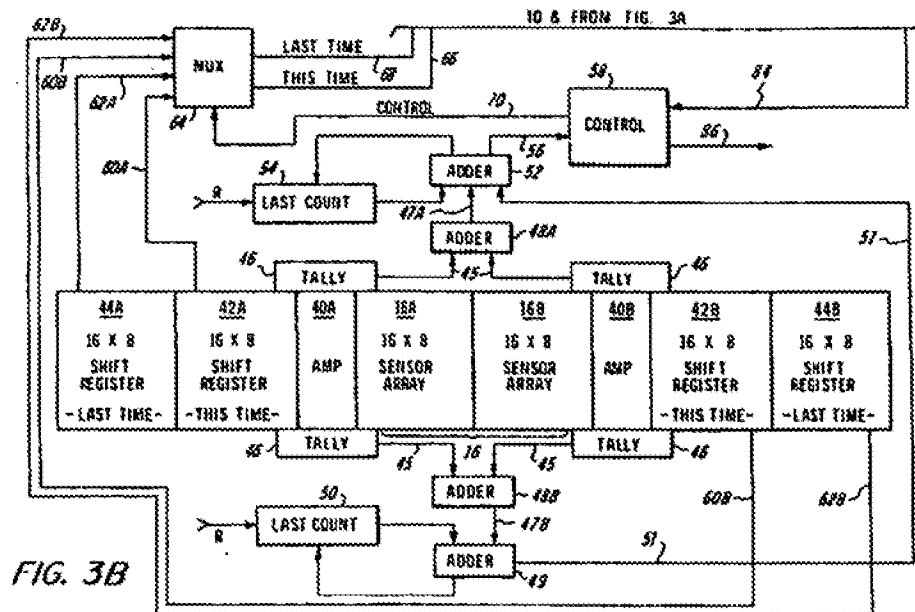 62B
10 & FROM FIG. 3A
60B
62A
MUX
LAST TIME
68
66
THIS TIME
64
CONTROL
70
58
CONTROL
84
86
60A
54
56
ADDER
52
R
LAST COUNT
47A
ADDER
48A
51
46
TALLY
45
TALLY
46
44A
42A
40A
16A
16B
40B
42B
44B
16 X 8
SHIFT
REGISTER
-LAST TIME-
16 X 8
SHIFT
REGISTER
-THIS TIME-
AMP
16 X 8
SENSOR
ARRAY
16 X 8
SENSOR
ARRAY
AMP
16 X 8
SHIFT
REGISTER
-THIS TIME-
16 X 8
SHIFT
REGISTER
-LAST TIME-
46
TALLY
45
16
45
TALLY
46
50
ADDER
48B
60B
62B
R
LAST COUNT
47B
51
ADDER
49
FIG. 3B